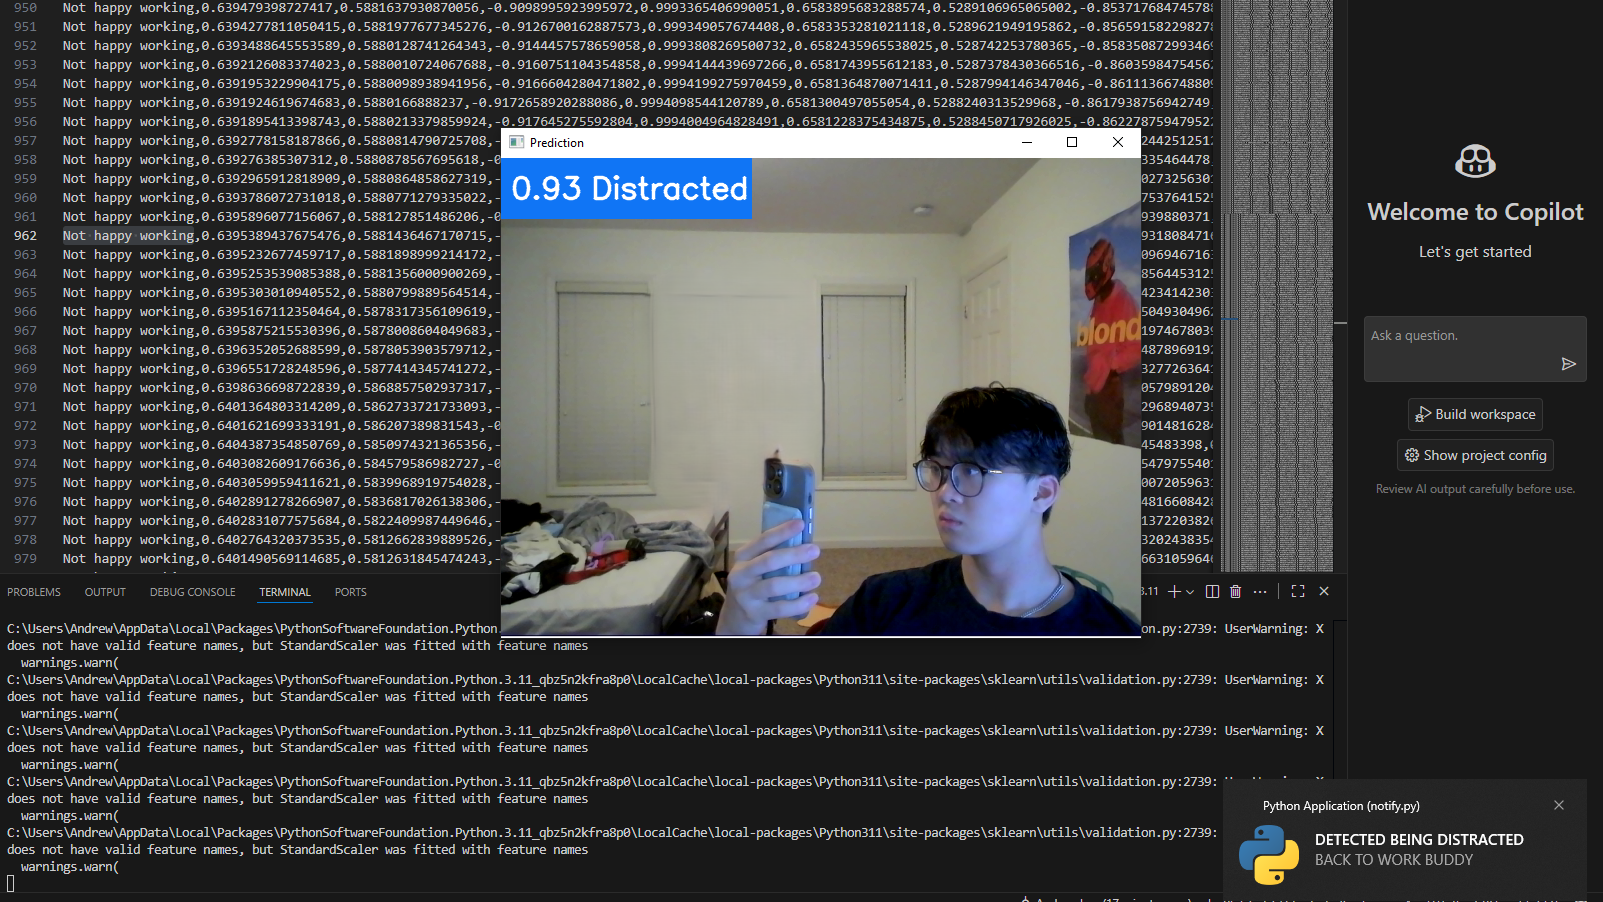 950 Not happy working,0.639479398727417,0.5881637930870056,-0.9098995923995972,0.9993365406990051,0.6583895683288574,0.5289106965065002,-0.853717684745788
951 Not happy working,0.6394277811050415,0.5881977677345276,-0.9126700162887573,0.999349057674408,0.6583353281021118,0.5289621949195862,-0.856591582298278
952 Not happy working,0.6393488645553589,0.5880128741264343,-0.9144457578659058,0.9993808269500732,0.6582435965538025,0.528742253780365,-0.858350872993469
953 Not happy working,0.6392126083374023,0.5880010724067688,-0.9160751104354858,0.9994144439697266,0.6581743955612183,0.5287378430366516,-0.860359847545624
954 Not happy working,0.6391953229904175,0.5880098938941956,-0.9166604280471802,0.9994199275970459,0.6581364870071411,0.5287994146347046,-0.861113667488098
955 Not happy working,0.6391924619674683,0.5880166888237,-0.9172658920288086,0.9994098544120789,0.6581300497055054,0.5288240313529968,-0.8617938756942749
956 Not happy working,0.6391895413398743,0.5880213379859924,-0.917645275592804,0.9994004964828491,0.6581228375434875,0.5288450717926025,-0.862278759479522
957 Not happy working,0.6392778158187866,0.5880814790725708,- 244251251
958 Not happy working,0.639276385307312,0.5880878567695618,-0 335464478,
959 Not happy working,0.6392965912818909,0.5880864858627319,- 027325630
960 Not happy working,0.6393786072731018,0.5880771279335022,- 753764152
961 Not happy working,0.6395896077156067,0.588127851486206,-0 939880371,
962 Not happy working,0.6395389437675476,0.5881436467170715,- 931808471
963 Not happy working,0.6395232677459717,0.5881898999214172,- 096946716
964 Not happy working,0.6395253539085388,0.5881356000900269,- 856445312
965 Not happy working,0.6395303010940552,0.5880799889564514,- 423414230
966 Not happy working,0.6395167112350464,0.5878317356109619,- 504930496
967 Not happy working,0.6395875215530396,0.5878008604049683,- 197467803
968 Not happy working,0.6396352052688599,0.5878053903579712,- 487896919
969 Not happy working,0.6396551728248596,0.5877414345741272,- 327726364
970 Not happy working,0.6398636698722839,0.5868857502937317,- 057989120
971 Not happy working,0.6401364803314209,0.5862733721733093,- 296894073
972 Not happy working,0.6401621699333191,0.586207389831543,-0 901481628
973 Not happy working,0.6404387354850769,0.5850974321365356,- 45483398,
974 Not happy working,0.6403082609176636,0.584579586982727,-0 547975540
975 Not happy working,0.6403059959411621,0.5839968919754028,- 007205963
976 Not happy working,0.6402891278266907,0.5836817026138306,- 481660842
977 Not happy working,0.6402831077575684,0.5822409987449646,- 137220382
978 Not happy working,0.6402764320373535,0.5812662839889526,- 320243835
979 Not happy working,0.6401490569114685,0.5812631845474243,- 663105964
Prediction
0.93 Distracted
blond
Welcome to Copilot
Let's get started
Ask a question.
Build workspace
Show project config
Review AI output carefully before use.
PROBLEMS OUTPUT DEBUG CONSOLE TERMINAL PORTS 3.11
C:\Users\Andrew\AppData\Local\Packages\PythonSoftwareFoundation.Python. on.py:2739: UserWarning: X
does not have valid feature names, but StandardScaler was fitted with feature names
warnings.warn(
C:\Users\Andrew\AppData\Local\Packages\PythonSoftwareFoundation.Python.3.11_qbz5n2kfra8p0\LocalCache\local-packages\Python311\site-packages\sklearn\utils\validation.py:2739: UserWarning: X
does not have valid feature names, but StandardScaler was fitted with feature names
warnings.warn(
C:\Users\Andrew\AppData\Local\Packages\PythonSoftwareFoundation.Python.3.11_qbz5n2kfra8p0\LocalCache\local-packages\Python311\site-packages\sklearn\utils\validation.py:2739: UserWarning: X
does not have valid feature names, but StandardScaler was fitted with feature names
warnings.warn(
C:\Users\Andrew\AppData\Local\Packages\PythonSoftwareFoundation.Python.3.11_qbz5n2kfra8p0\LocalCache\local-packages\Python311\site-packages\sklearn\utils\validation.py:2739:
does not have valid feature names, but StandardScaler was fitted with feature names
warnings.warn(
C:\Users\Andrew\AppData\Local\Packages\PythonSoftwareFoundation.Python.3.11_qbz5n2kfra8p0\LocalCache\local-packages\Python311\site-packages\sklearn\utils\validation.py:2739:
does not have valid feature names, but StandardScaler was fitted with feature names
warnings.warn(
Python Application (notify.py)
DETECTED BEING DISTRACTED
BACK TO WORK BUDDY